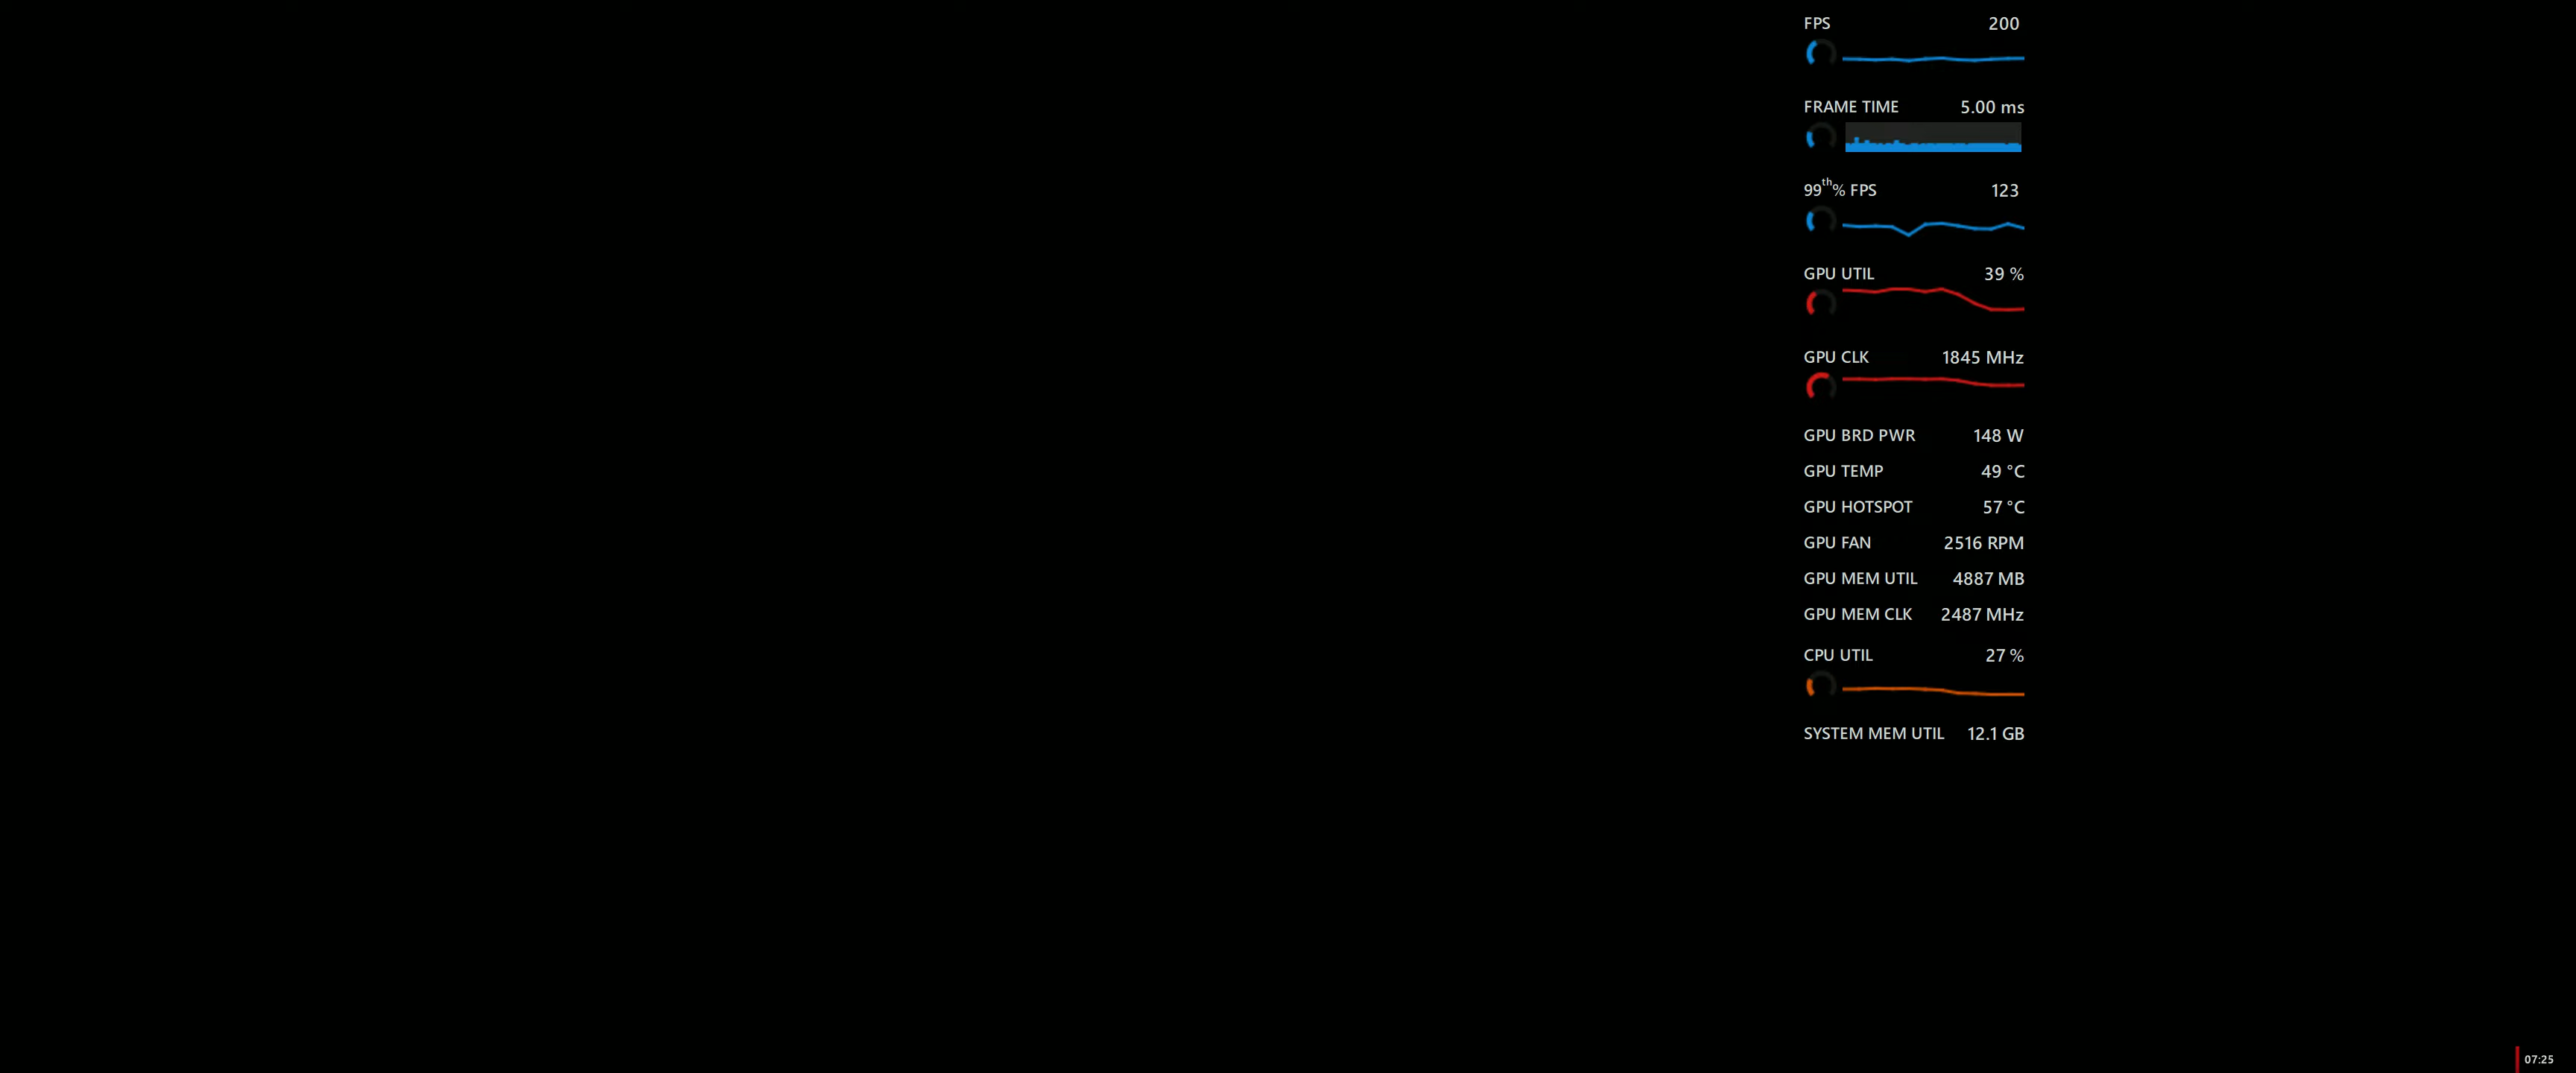 FPS 200
FRAME TIME 5.00 ms
99th% FPS 123
GPU UTIL 39 %
GPU CLK 1845 MHz
GPU BRD PWR 148 W
GPU TEMP 49 °C
GPU HOTSPOT 57 °C
GPU FAN 2516 RPM
GPU MEM UTIL 4887 MB
GPU MEM CLK 2487 MHz
CPU UTIL 27 %
SYSTEM MEM UTIL 12.1 GB
07:25